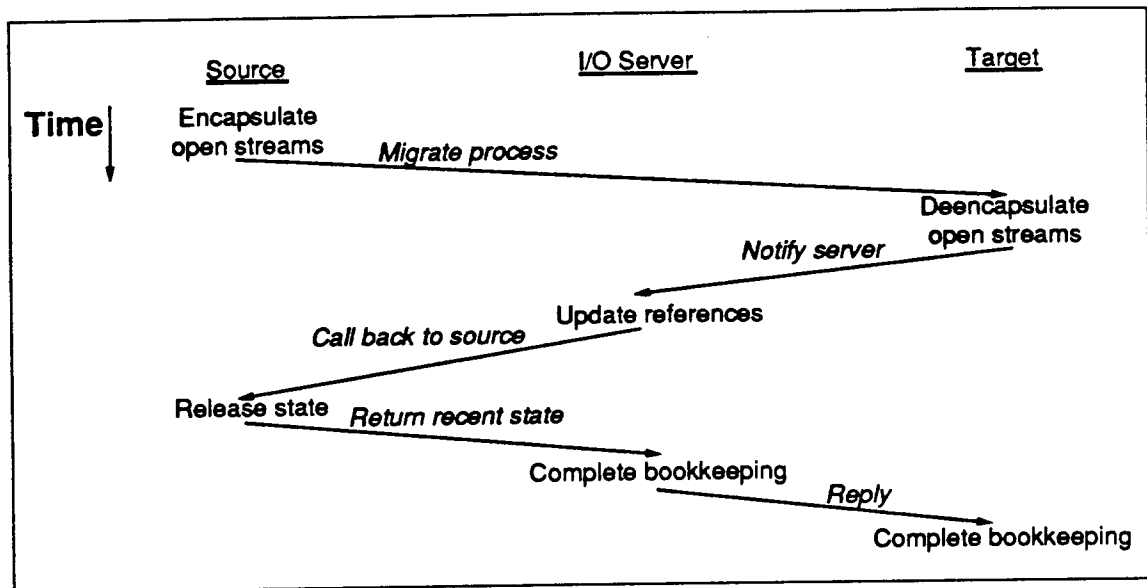 Source
I/O Server
Target
Time
Encapsulate
open streams
Migrate process
Deencapsulate
open streams
Notify server
Update references
Call back to source
Release state
Return recent state
Complete bookkeeping
Reply
Complete bookkeeping